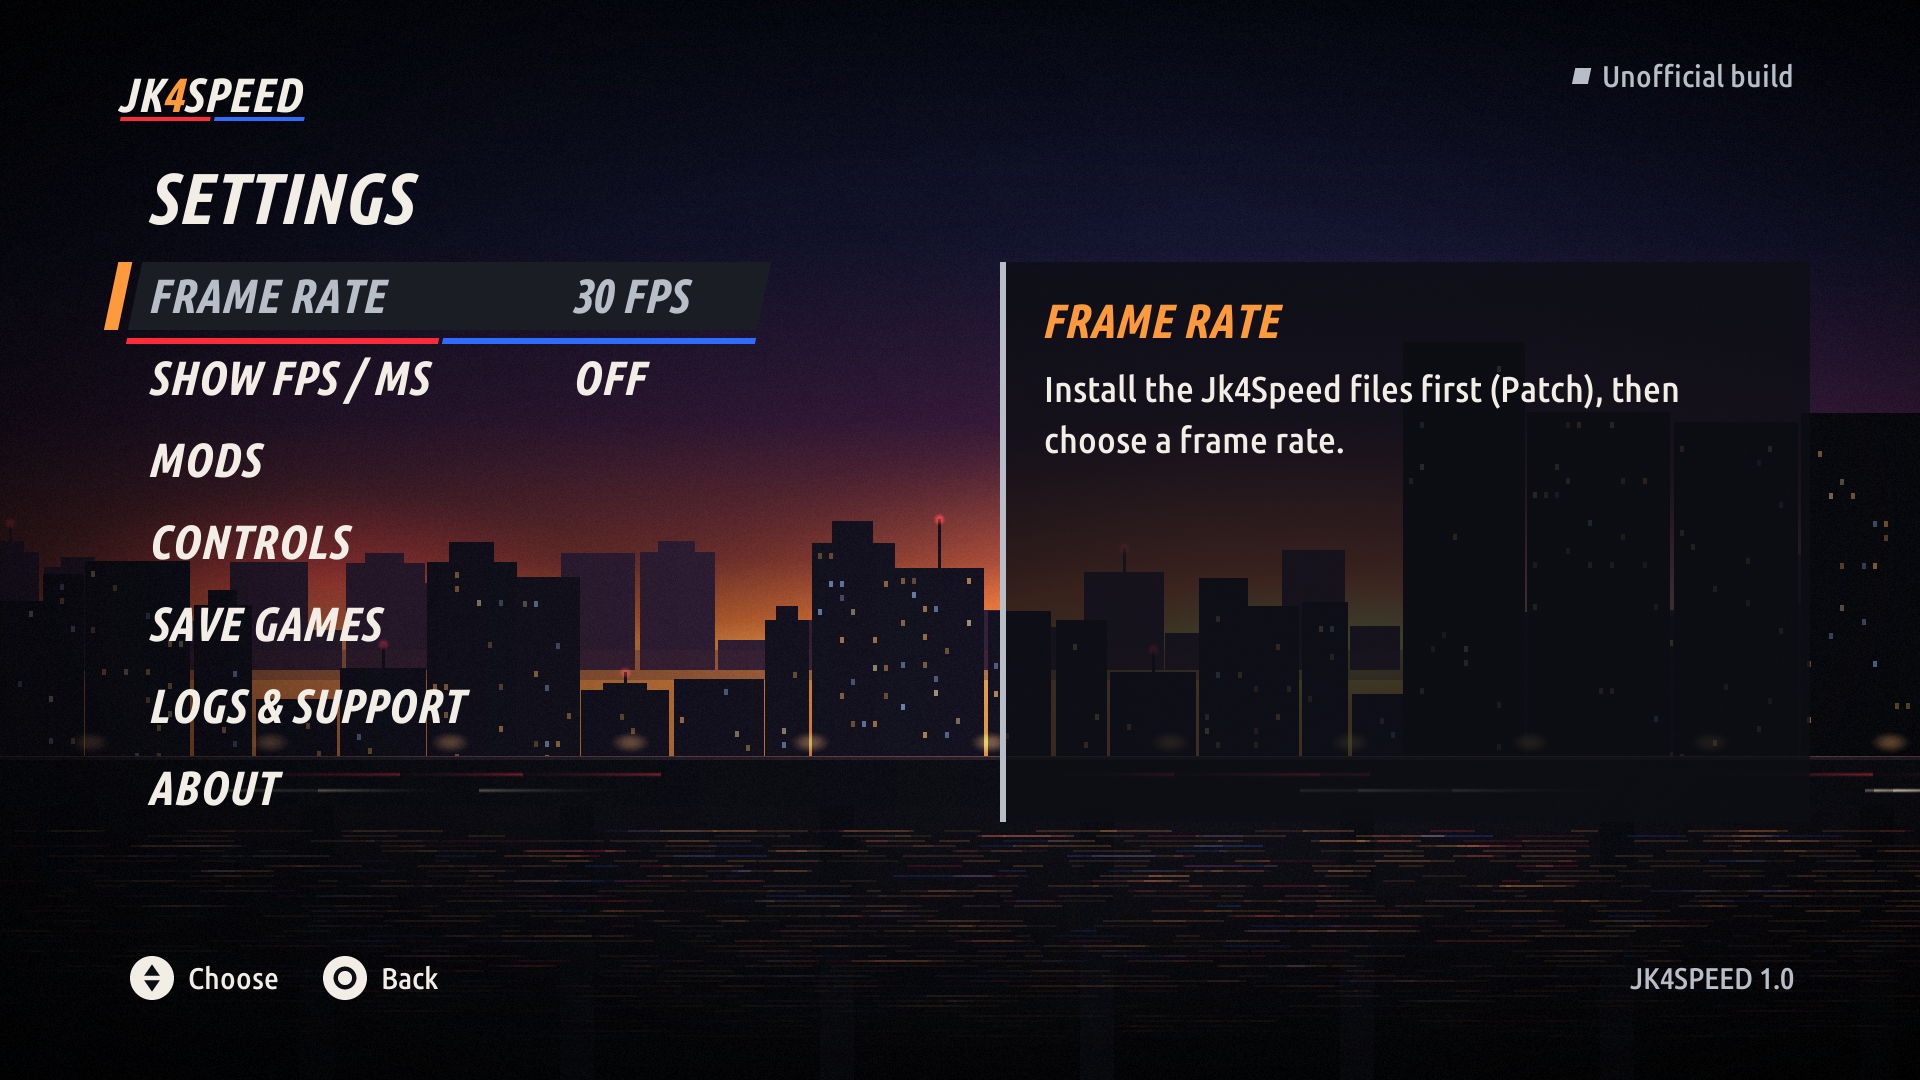 JK4SPEED
Unofficial build
SETTINGS
FRAME RATE 30 FPS
SHOW FPS / MS OFF
MODS
CONTROLS
SAVE GAMES
LOGS & SUPPORT
ABOUT
FRAME RATE
Install the Jk4Speed files first (Patch), then
choose a frame rate.
Choose Back
JK4SPEED 1.0